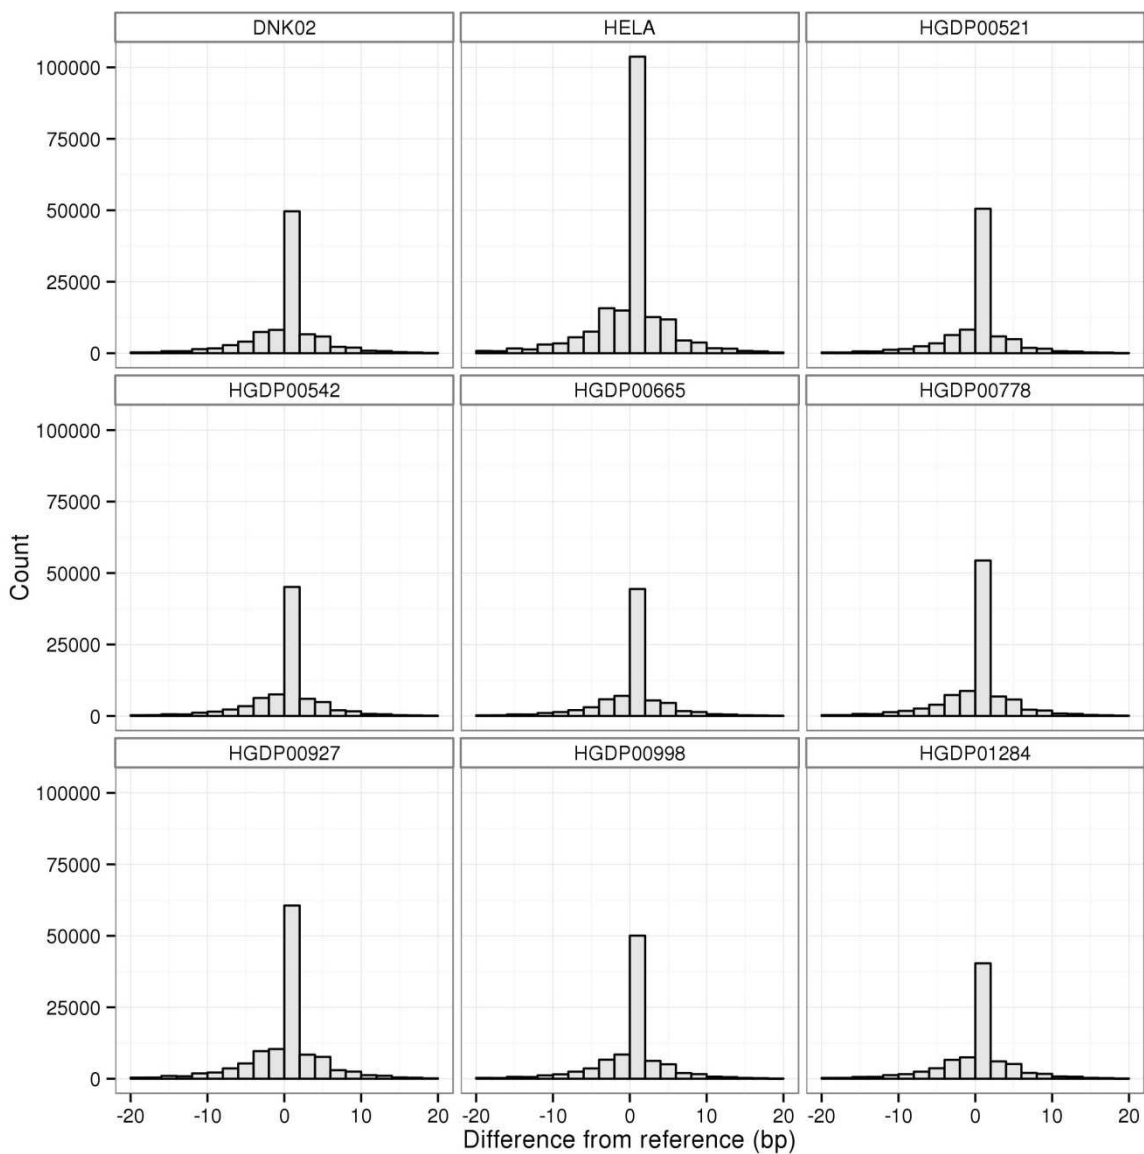 DNK02 HELA HGDP00521
100000
75000
50000
25000
0
HGDP00542 HGDP00665 HGDP00778
100000
75000
50000
25000
0
Count
HGDP00927 HGDP00998 HGDP01284
100000
75000
50000
25000
0
-20 -10 0 10 20 -20 -10 0 10 20 -20 -10 0 10 20
Difference from reference (bp)